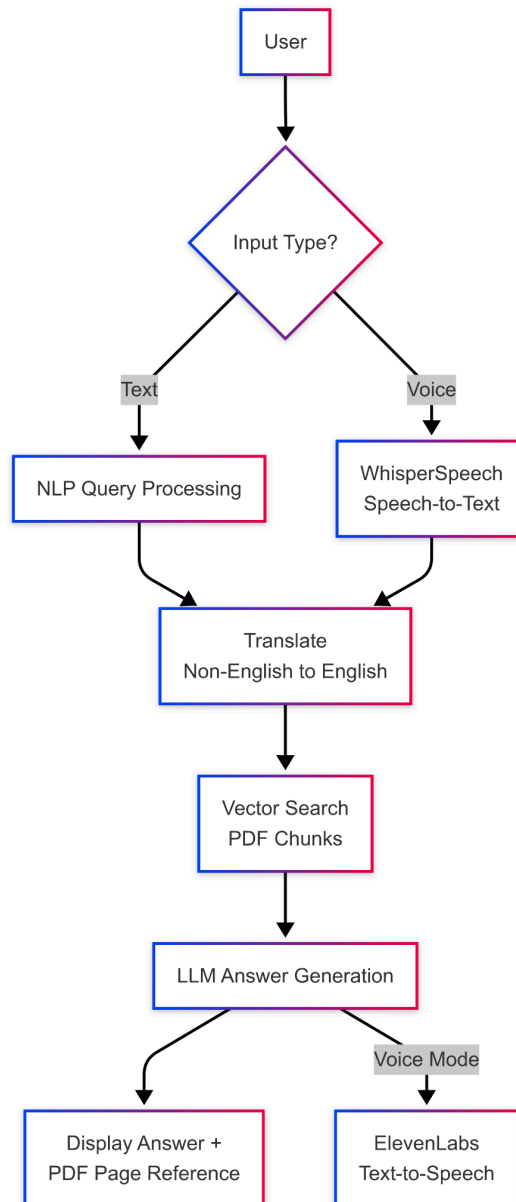 User
Input Type?
Text
Voice
NLP Query Processing
WhisperSpeech
Speech-to-Text
Translate
Non-English to English
Vector Search
PDF Chunks
LLM Answer Generation
Voice Mode
Display Answer +
PDF Page Reference
ElevenLabs
Text-to-Speech